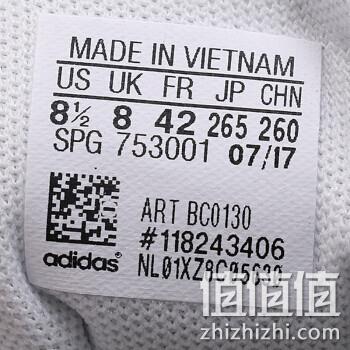 MADE IN VIETNAM
US UK FR JP CHN
8½ 8 42 265 260
SPG 753001 07/17
ART BC0130
#118243406
adidas
值值值
zhizhizhi.com